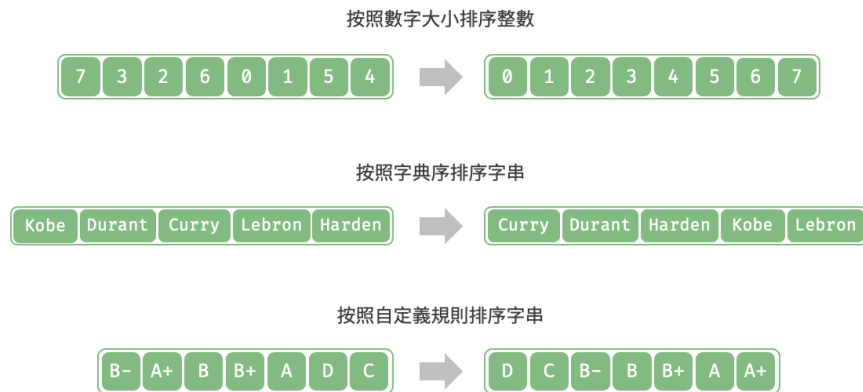 按照數字大小排序整數
7 3 2 6 0 1 5 4 0 1 2 3 4 5 6 7
按照字典序排序字串
Kobe Durant Curry Lebron Harden Curry Durant Harden Kobe Lebron
按照自定義規則排序字串
B- A+ B B+ A D C D C B- B B+ A A+